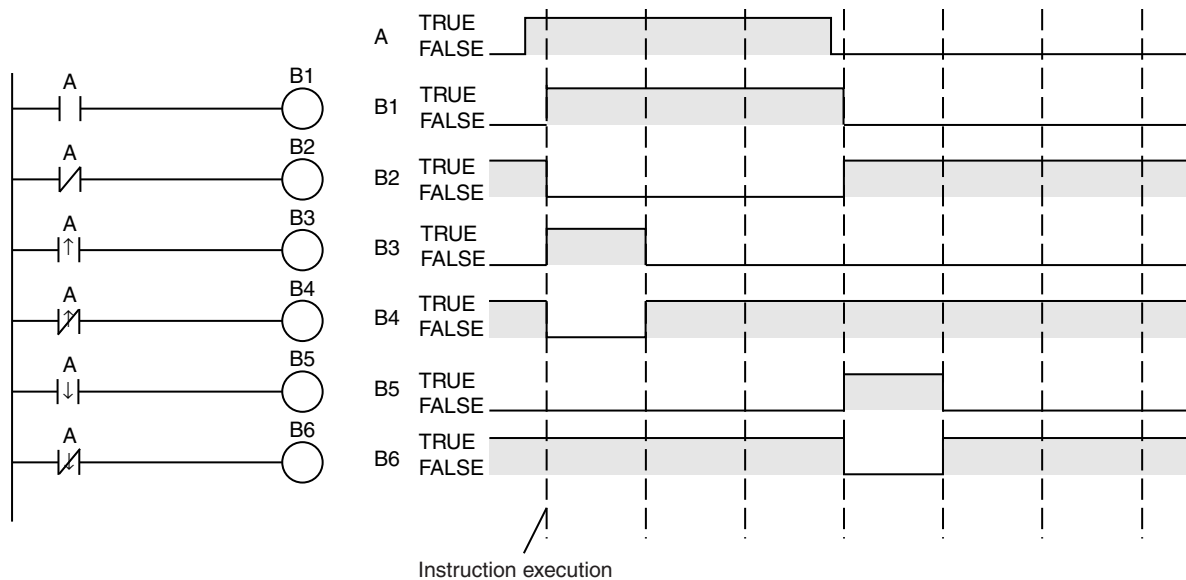 A
B1
A
B2
A
B3
↑
A
B4
↑
A
B5
↓
A
B6
↓
A
TRUE
FALSE
B1
TRUE
FALSE
B2
TRUE
FALSE
B3
TRUE
FALSE
B4
TRUE
FALSE
B5
TRUE
FALSE
B6
TRUE
FALSE
Instruction execution